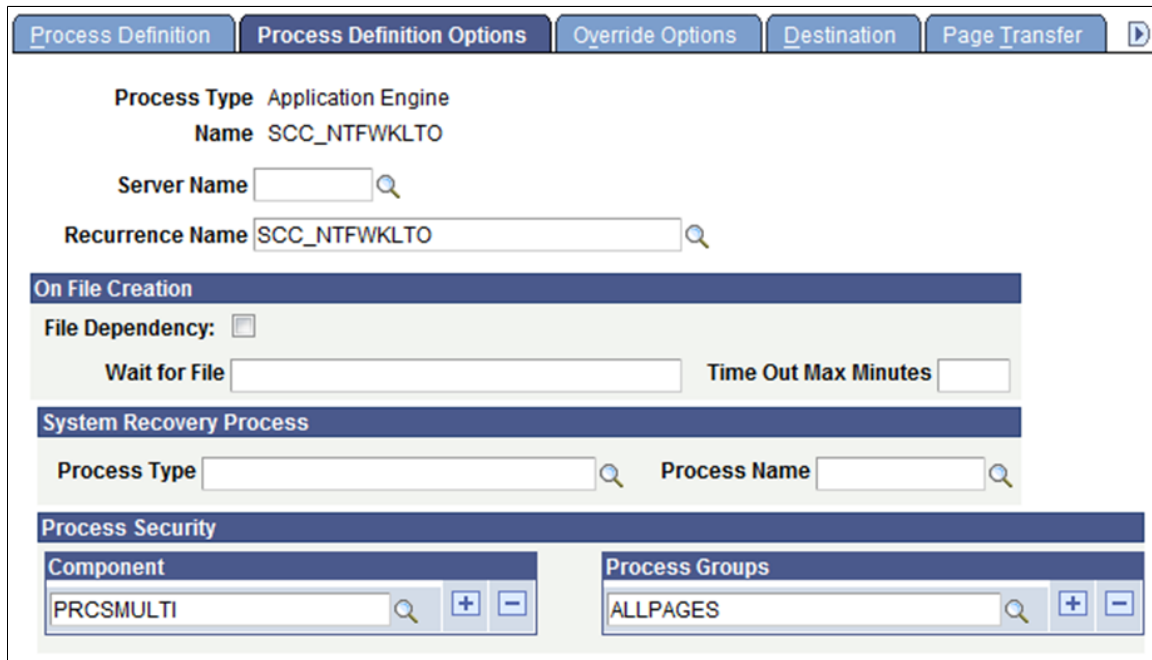 Process Definition Process Definition Options Override Options Destination Page Transfer
Process Type Application Engine
Name SCC_NTFWKLTO
Server Name
Recurrence Name SCC_NTFWKLTO
On File Creation
File Dependency:
Wait for File Time Out Max Minutes
System Recovery Process
Process Type Process Name
Process Security
Component Process Groups
PRCSMULTI ALLPAGES